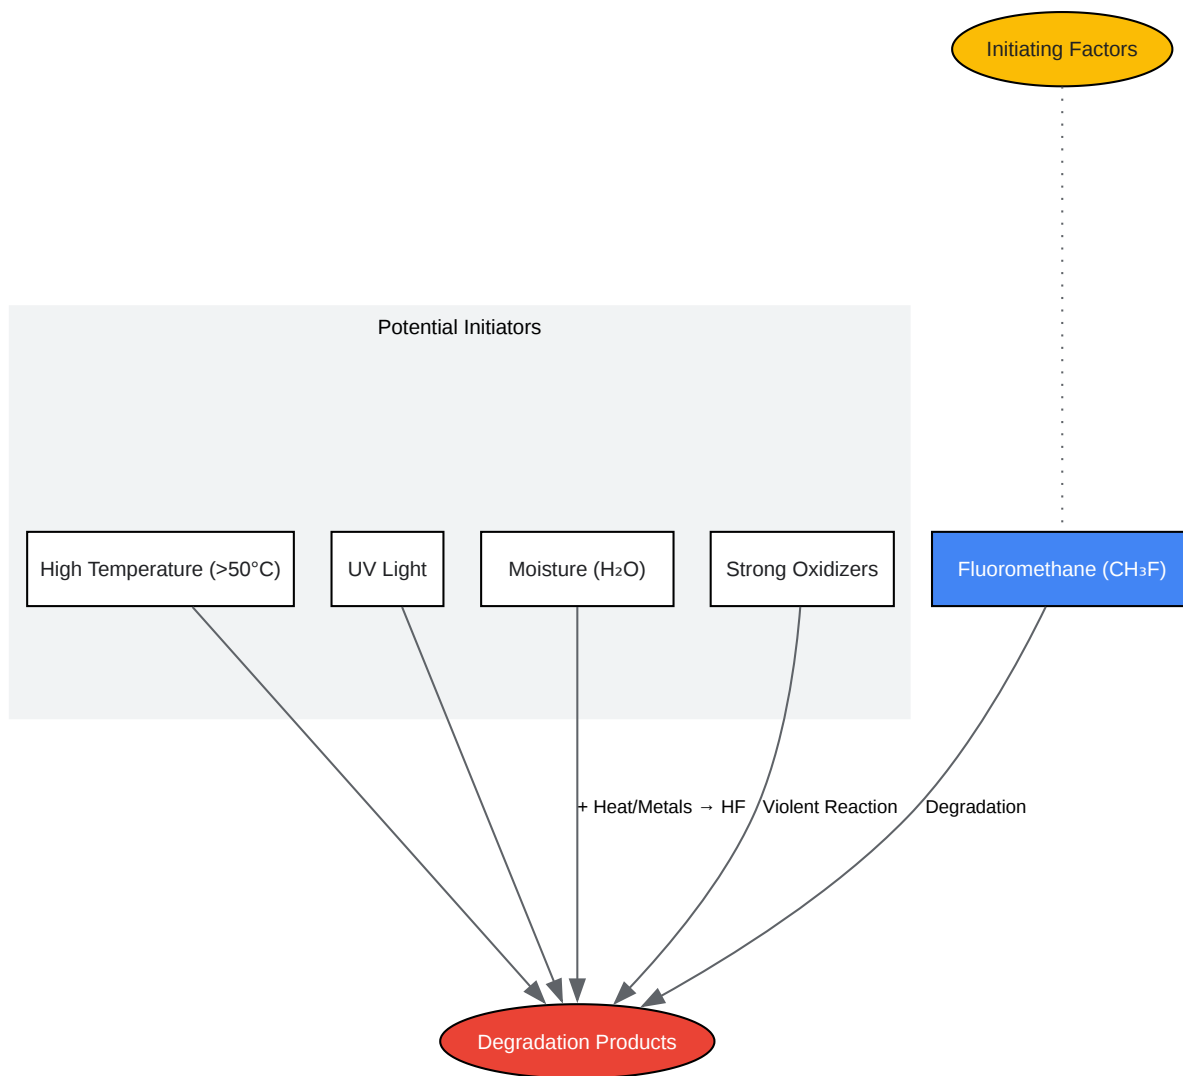 Initiating Factors
Potential Initiators
High Temperature (>50°C)
UV Light
Moisture (H₂O)
Strong Oxidizers
Fluoromethane (CH₃F)
+ Heat/Metals → HF
Violent Reaction
Degradation
Degradation Products